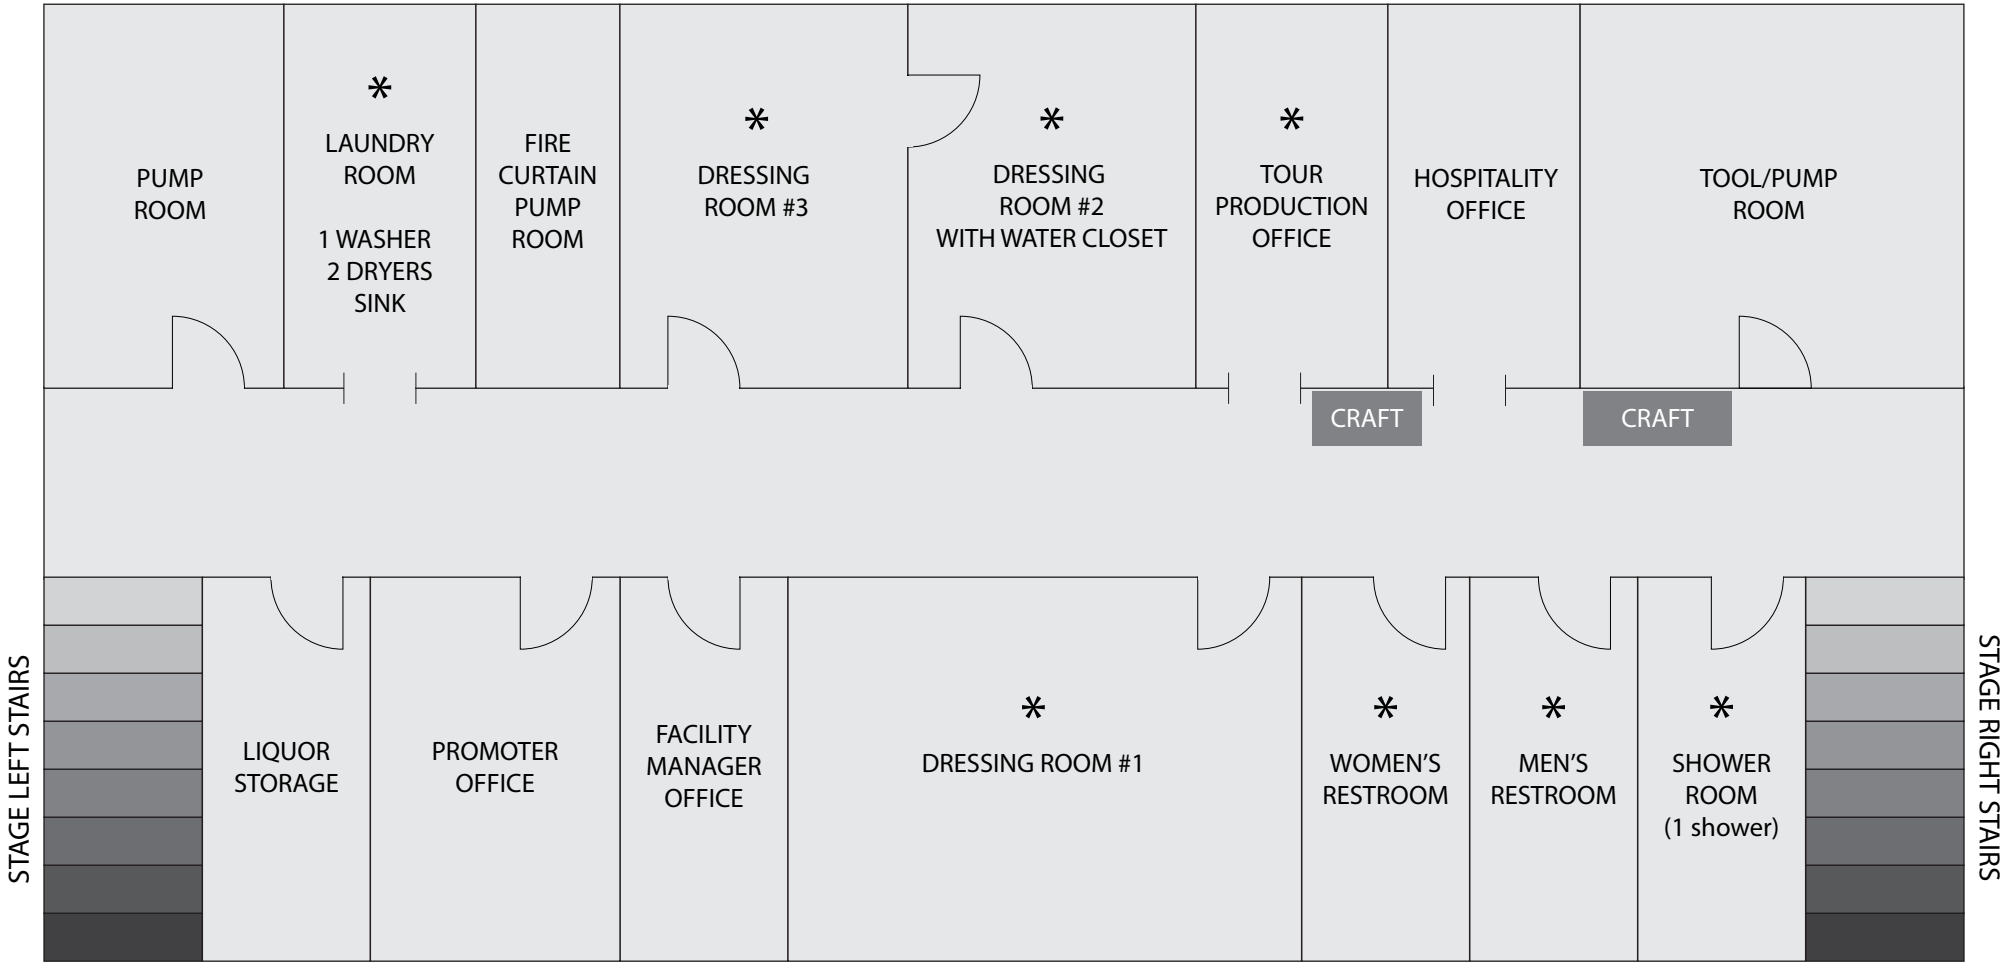 PUMP
ROOM
*
LAUNDRY
ROOM
1 WASHER
2 DRYERS
SINK
FIRE
CURTAIN
PUMP
ROOM
*
DRESSING
ROOM #3
*
DRESSING
ROOM #2
WITH WATER CLOSET
*
TOUR
PRODUCTION
OFFICE
HOSPITALITY
OFFICE
TOOL/PUMP
ROOM
CRAFT
CRAFT
STAGE LEFT STAIRS
LIQUOR
STORAGE
PROMOTER
OFFICE
FACILITY
MANAGER
OFFICE
*
DRESSING ROOM #1
*
WOMEN’S
RESTROOM
*
MEN’S
RESTROOM
*
SHOWER
ROOM
(1 shower)
STAGE RIGHT STAIRS